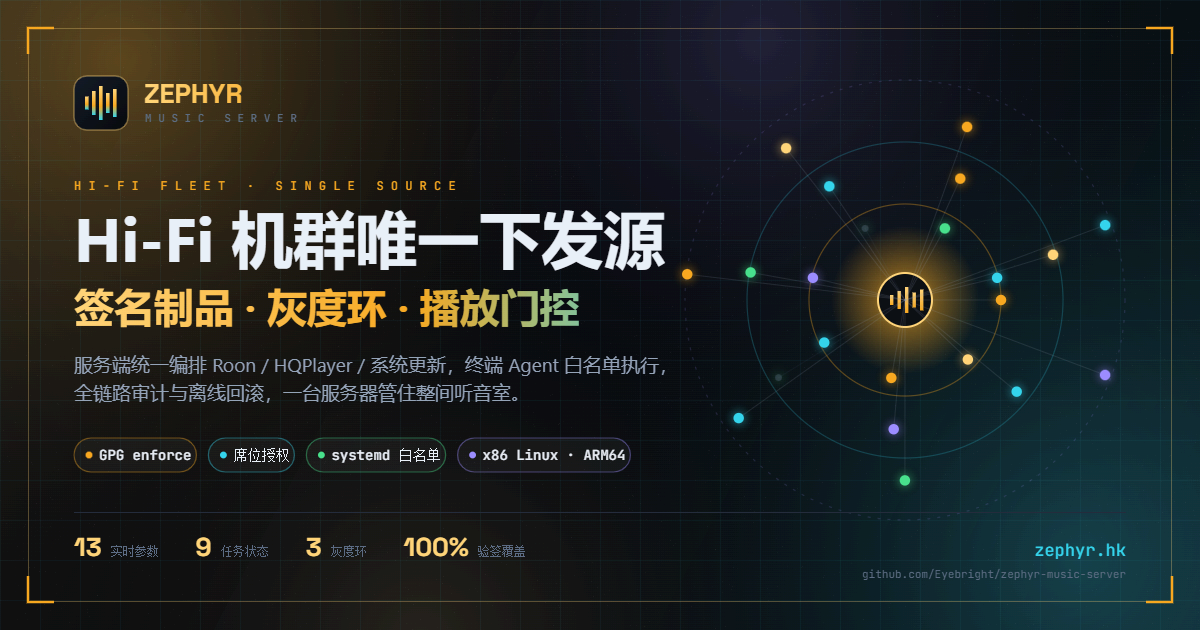 ZEPHYR
MUSIC SERVER
HI-FI FLEET · SINGLE SOURCE
Hi-Fi 机群唯一下发源
签名制品 · 灰度环 · 播放门控
服务端统一编排 Roon / HQPlayer / 系统更新，终端 Agent 白名单执行，
全链路审计与离线回滚，一台服务器管住整间听音室。
GPG enforce
席位授权
systemd 白名单
x86 Linux · ARM64
13 实时参数
9 任务状态
3 灰度环
100% 验签覆盖
zephyr.hk
github.com/Eyebright/zephyr-music-server